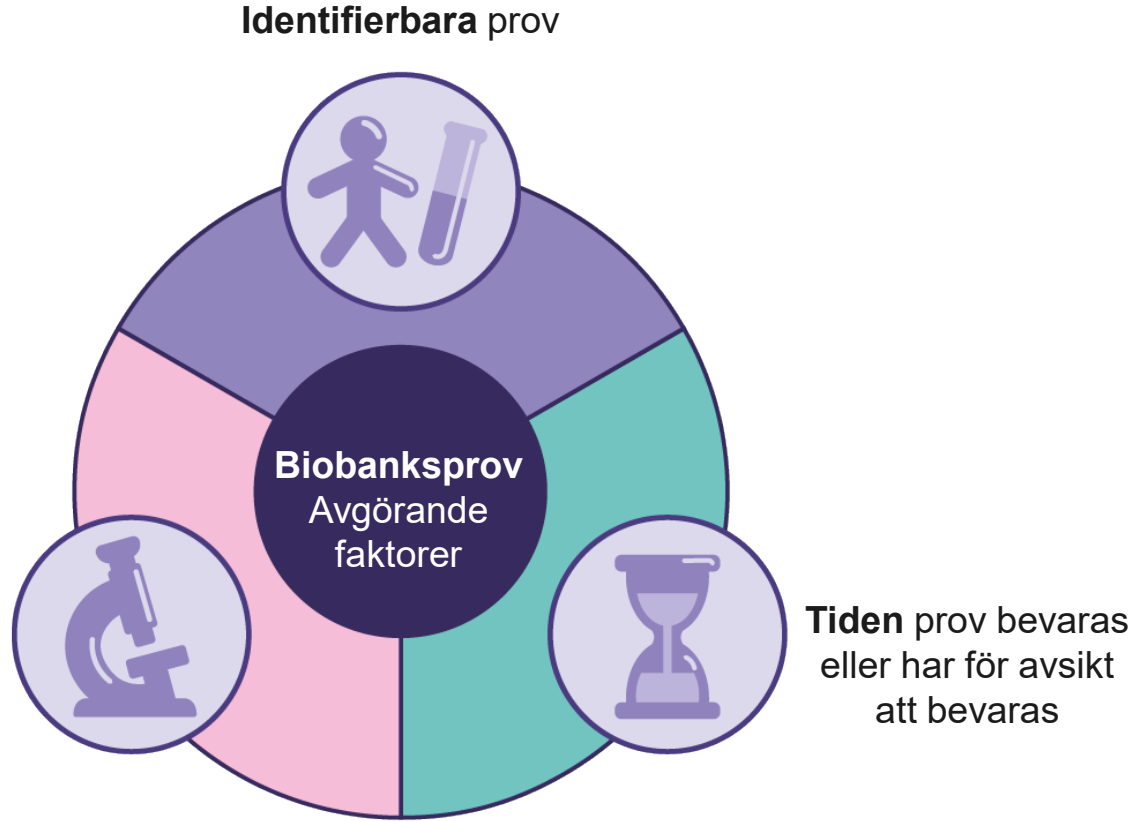 Identifierbara prov
Biobanksprov
Avgörande
faktorer
Tiden prov bevaras
eller har för avsikt
att bevaras